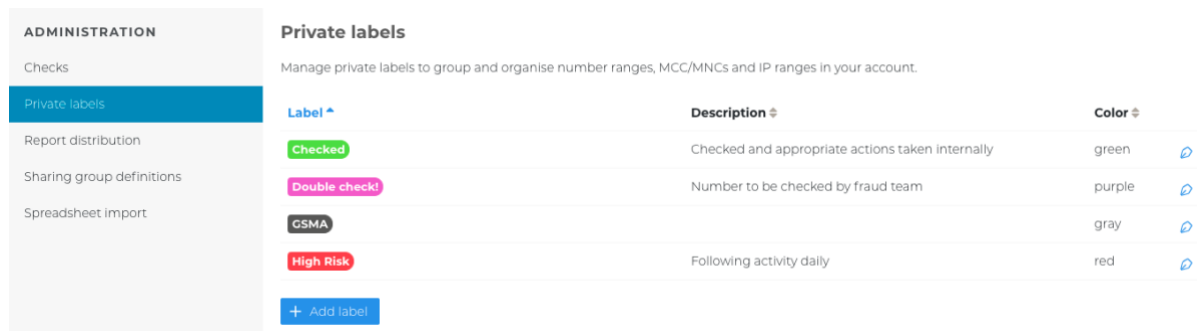 ADMINISTRATION
Checks
Private labels
Report distribution
Sharing group definitions
Spreadsheet import
Private labels
Manage private labels to group and organise number ranges, MCC/MNCs and IP ranges in your account.
Label Description Color
Checked Checked and appropriate actions taken internally green
Double check! Number to be checked by fraud team purple
GSMA gray
High Risk Following activity daily red
+ Add label